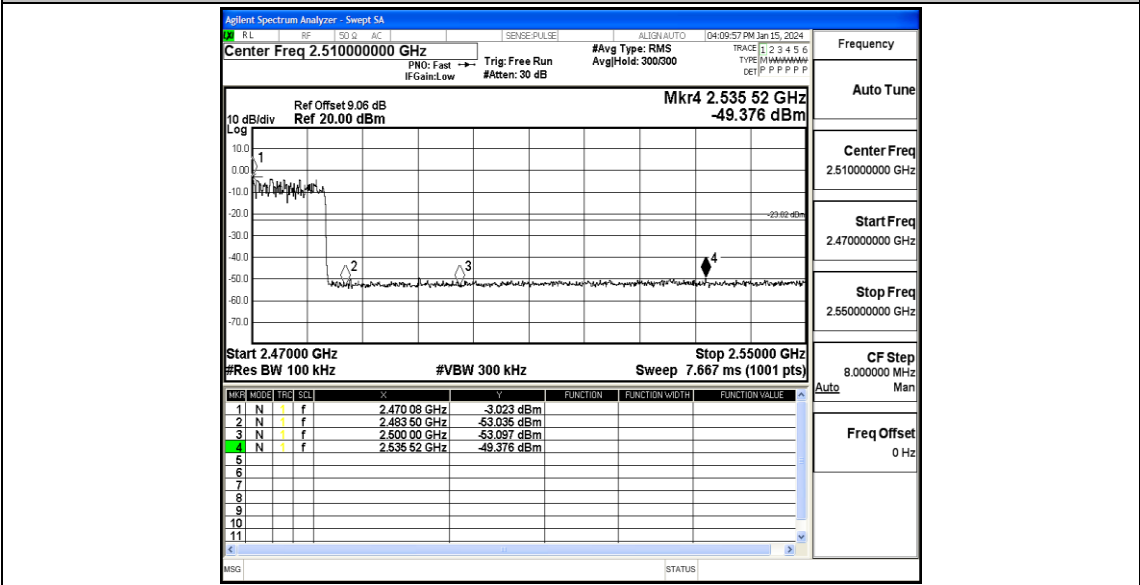 Agilent Spectrum Analyzer - Swept SA
RL RF 50 Ω AC SENSE:PULSE ALIGNAUTO 04:09:57 PM Jan 15, 2024
Center Freq 2.510000000 GHz
PNO: Fast
IFGain:Low
Trig: Free Run
#Atten: 30 dB
#Avg Type: RMS
Avg|Hold: 300/300
TRACE 1 2 3 4 5 6
TYPE M
DET P P P P P P
Ref Offset 9.06 dB
Ref 20.00 dBm
10 dB/div
Log
Mkr4 2.535 52 GHz
-49.376 dBm
10.0
0.00
-10.0
-20.0
-30.0
-40.0
-50.0
-60.0
-70.0
1
2
3
4
-23.02 dBm
Start 2.47000 GHz Stop 2.55000 GHz
#Res BW 100 kHz #VBW 300 kHz Sweep 7.667 ms (1001 pts)
MKR MODE TRC SCL X Y FUNCTION FUNCTION WIDTH FUNCTION VALUE
1 N 1 f 2.470 08 GHz -3.023 dBm
2 N 1 f 2.483 50 GHz -53.035 dBm
3 N 1 f 2.500 00 GHz -53.097 dBm
4 N 1 f 2.535 52 GHz -49.376 dBm
5
6
7
8
9
10
11
MSG STATUS
Frequency
Auto Tune
Center Freq
2.510000000 GHz
Start Freq
2.470000000 GHz
Stop Freq
2.550000000 GHz
CF Step
8.000000 MHz
Auto Man
Freq Offset
0 Hz